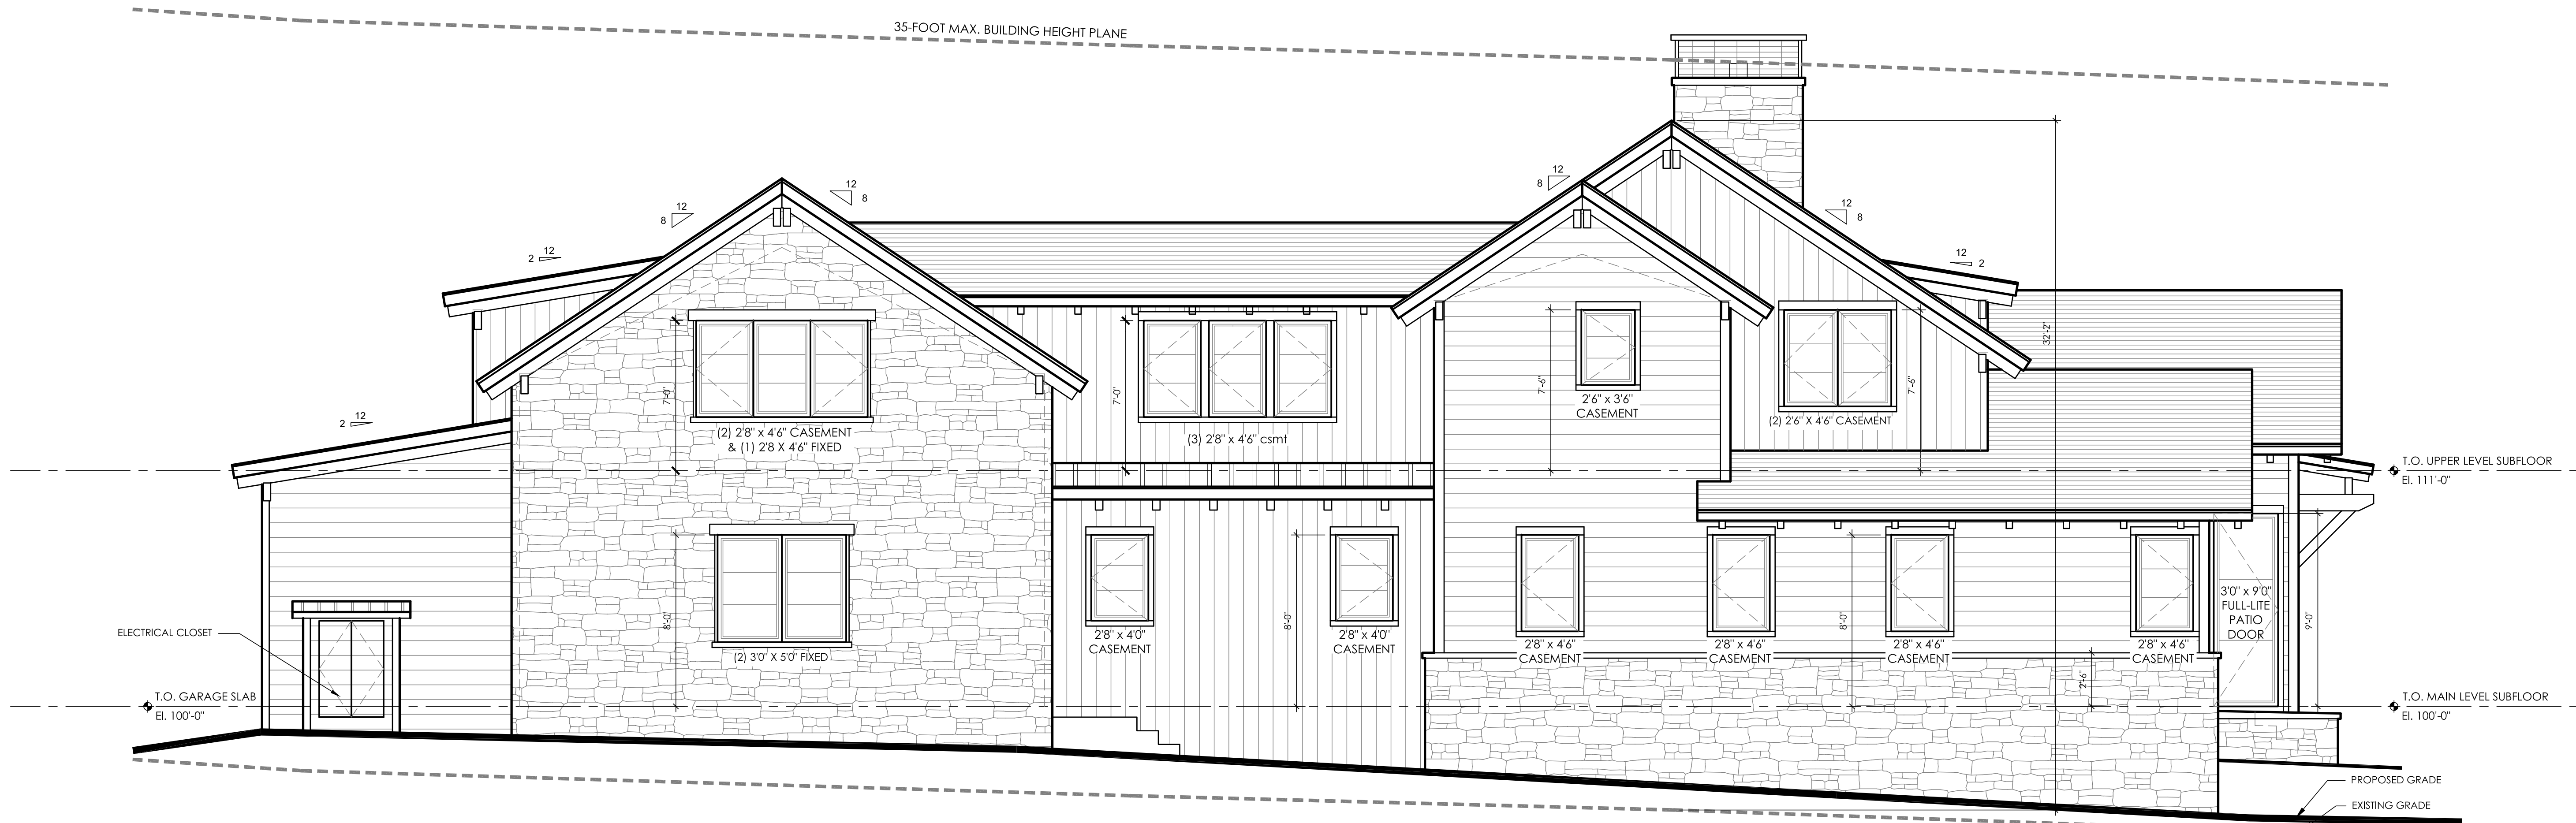 35-FOOT MAX. BUILDING HEIGHT PLANE
12
8
12
8
12
2
12
2
12
8
12
8
12
2
32'-2"
7'-0"
7'-0"
7'-6"
7'-6"
(2) 2'8" x 4'6" CASEMENT
& (1) 2'8 X 4'6" FIXED
(3) 2'8" x 4'6" csmt
2'6" x 3'6"
CASEMENT
(2) 2'6" X 4'6" CASEMENT
T.O. UPPER LEVEL SUBFLOOR
El. 111'-0"
8'-0"
8'-0"
8'-0"
9'-0"
2'-6"
ELECTRICAL CLOSET
(2) 3'0" X 5'0" FIXED
2'8" x 4'0"
CASEMENT
2'8" x 4'0"
CASEMENT
2'8" x 4'6"
CASEMENT
2'8" x 4'6"
CASEMENT
2'8" x 4'6"
CASEMENT
2'8" x 4'6"
CASEMENT
3'0" x 9'0"
FULL-LITE
PATIO
DOOR
T.O. GARAGE SLAB
El. 100'-0"
T.O. MAIN LEVEL SUBFLOOR
El. 100'-0"
PROPOSED GRADE
EXISTING GRADE